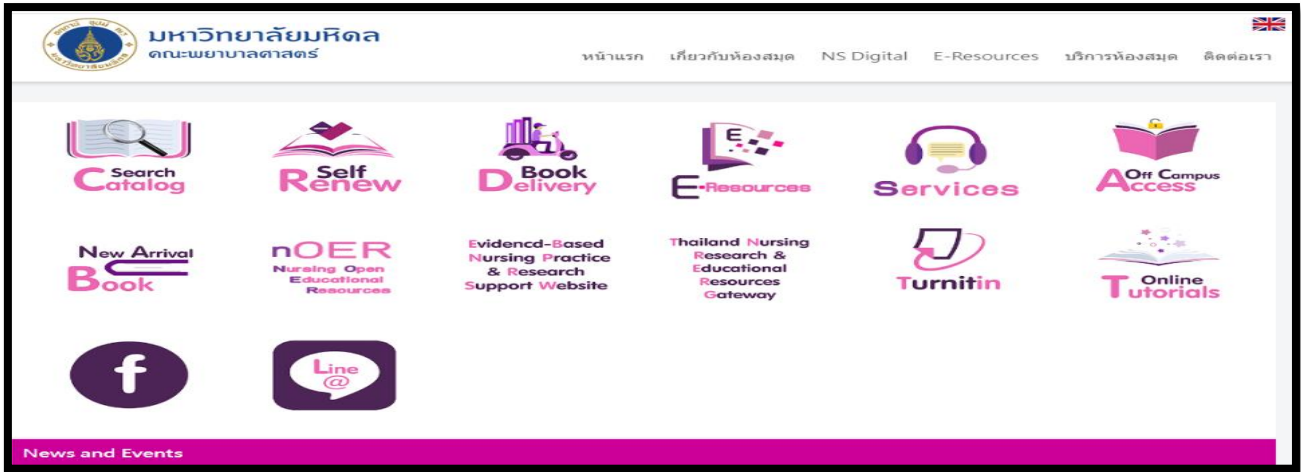 มหาวิทยาลัยมหิดล
คณะพยาบาลศาสตร์
หน้าแรก เกี่ยวกับห้องสมุด NS Digital E-Resources บริการห้องสมุด ติดต่อเรา
Search
Catalog
Self
Renew
Book
Delivery
E
E-Resources
Services
Off Campus
Access
New Arrival
Book
nOER
Nursing Open
Educational
Resources
Evidencd-Based
Nursing Practice
& Research
Support Website
Thailand Nursing
Research &
Educational
Resources
Gateway
Turnitin
Online
Tutorials
f
Line
@
News and Events